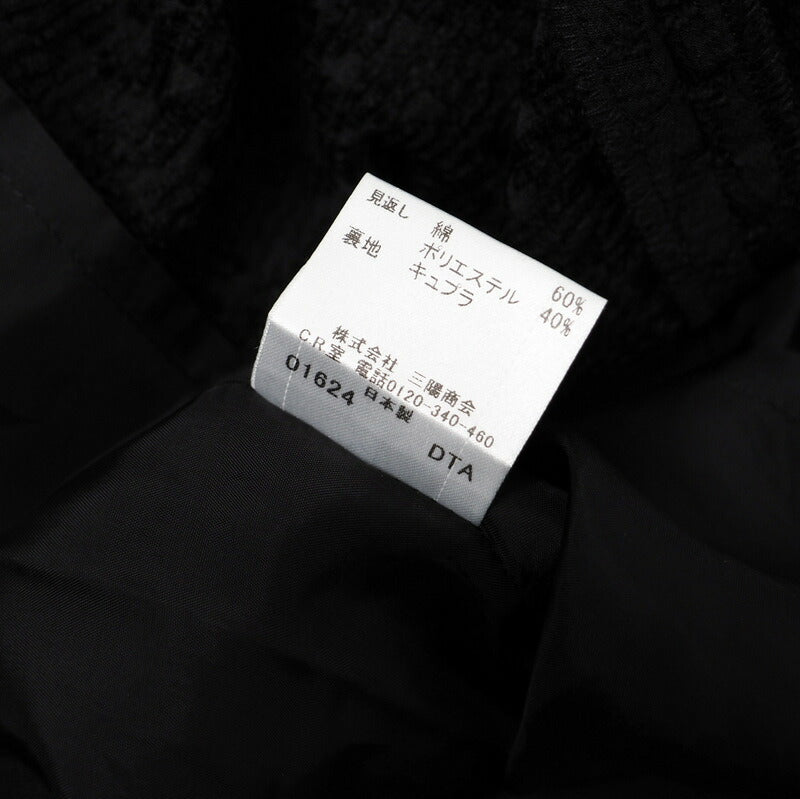 見返し 綿
裏地 ポリエステル 60%
キュプラ 40%
株式会社 三陽商会
C.R.室 電話0120-340-460
01624 日本製 DTA